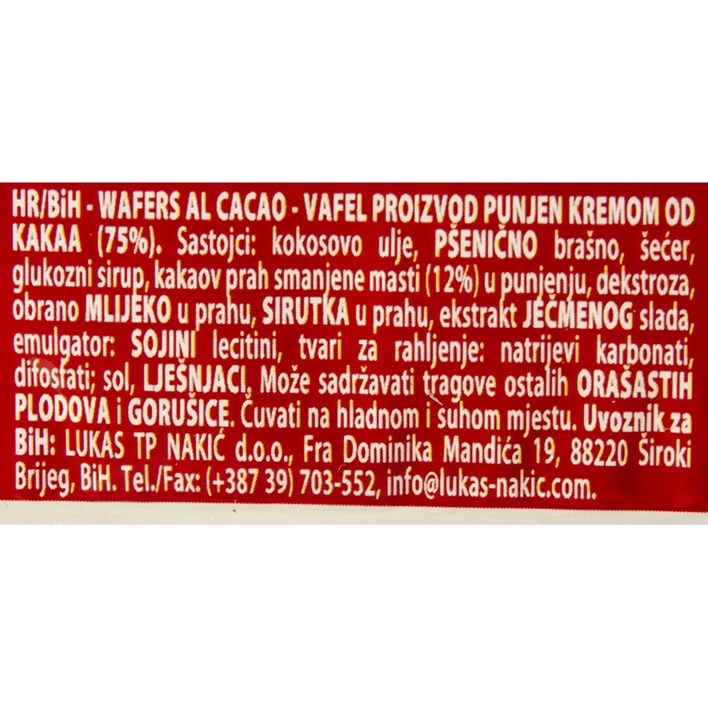 HR/BiH - WAFERS AL CACAO - VAFEL PROIZVOD PUNJEN KREMOM OD
KAKAA (75%). Sastojci: kokosovo ulje, PŠENIČNO brašno, šećer,
glukozni sirup, kakaov prah smanjene masti (12%) u punjenju, dekstroza,
obrano MLIJEKO u prahu, SIRUTKA u prahu, ekstrakt JEČMENOG slada,
emulgator: SOJINI lecitini, tvari za rahljenje: natrijevi karbonati,
difosfati; sol, LJEŠNJACI. Može sadržavati tragove ostalih ORAŠASTIH
PLODOVA i GORUŠICE. Čuvati na hladnom i suhom mjestu. Uvoznik za
BiH: LUKAS TP NAKIĆ d.o.o., Fra Dominika Mandića 19, 88220 Široki
Brijeg, BiH. Tel./Fax: (+387 39) 703-552, info@lukas-nakic.com.